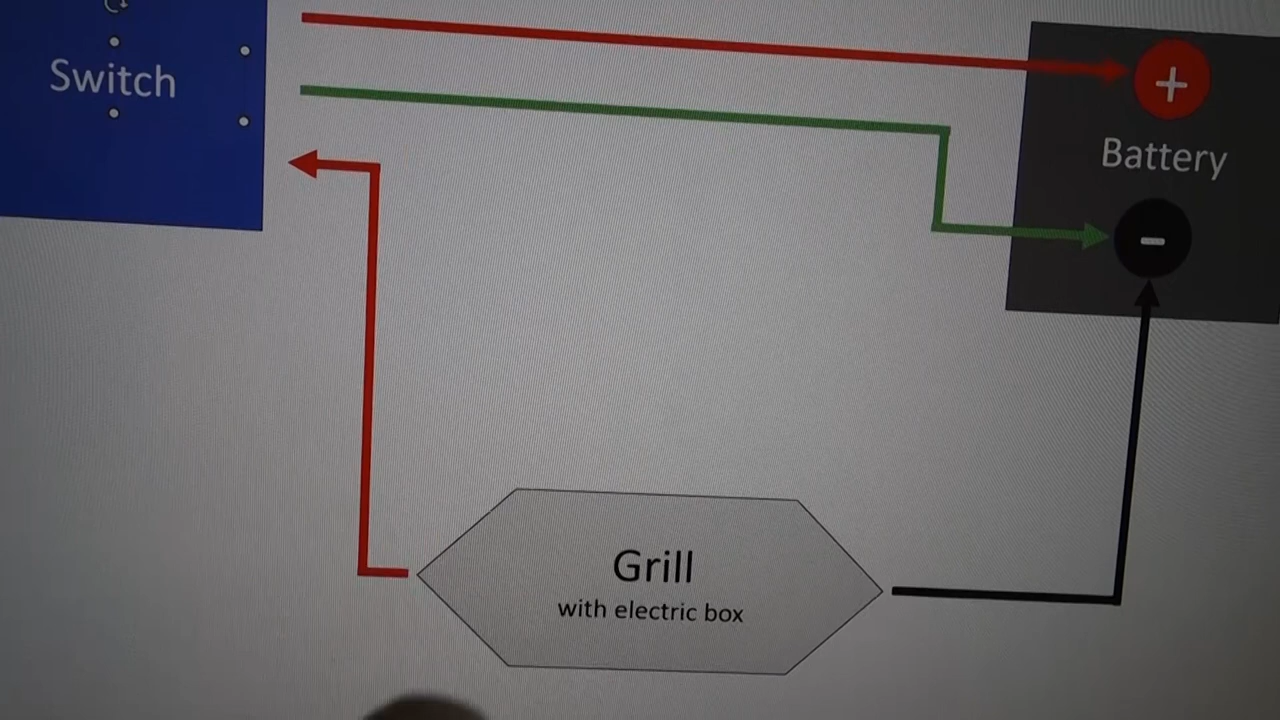 Switch
+
Battery
-
Grill
with electric box